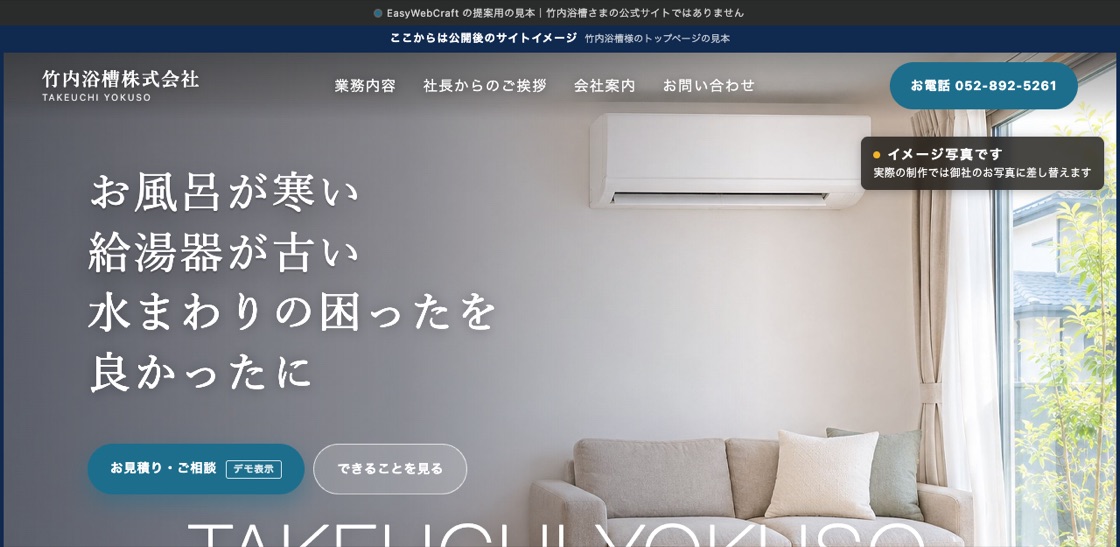 EasyWebCraft の提案用の見本｜竹内浴槽さまの公式サイトではありません
ここからは公開後のサイトイメージ 竹内浴槽様のトップページの見本
竹内浴槽株式会社
TAKEUCHI YOKUSO
業務内容 社長からのご挨拶 会社案内 お問い合わせ
お電話 052-892-5261
イメージ写真です
実際の制作では御社のお写真に差し替えます
お風呂が寒い
給湯器が古い
水まわりの困ったを
良かったに
お見積り・ご相談 デモ表示
できることを見る
TAKEUCHI YOKUSO